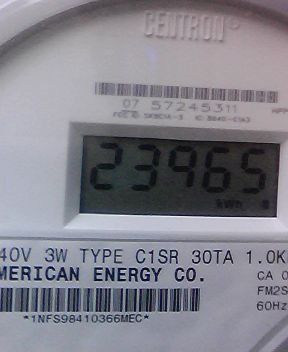 CENTRON®
07 57245311
23965
kWh
40V 3W TYPE C1SR 30TA 1.0K
MERICAN ENERGY CO.
CA 0
FM2S
60Hz
*1NFS98410366MEC*